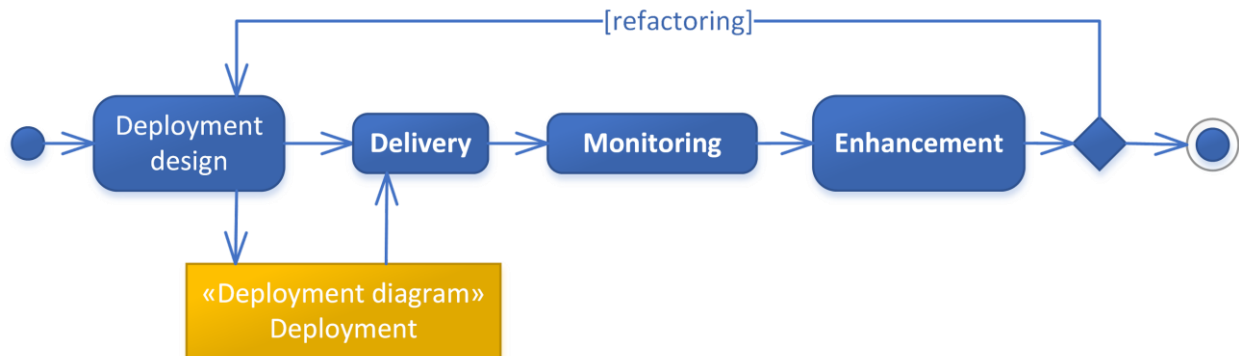 [refactoring]
Deployment
design
Delivery
Monitoring
Enhancement
«Deployment diagram»
Deployment